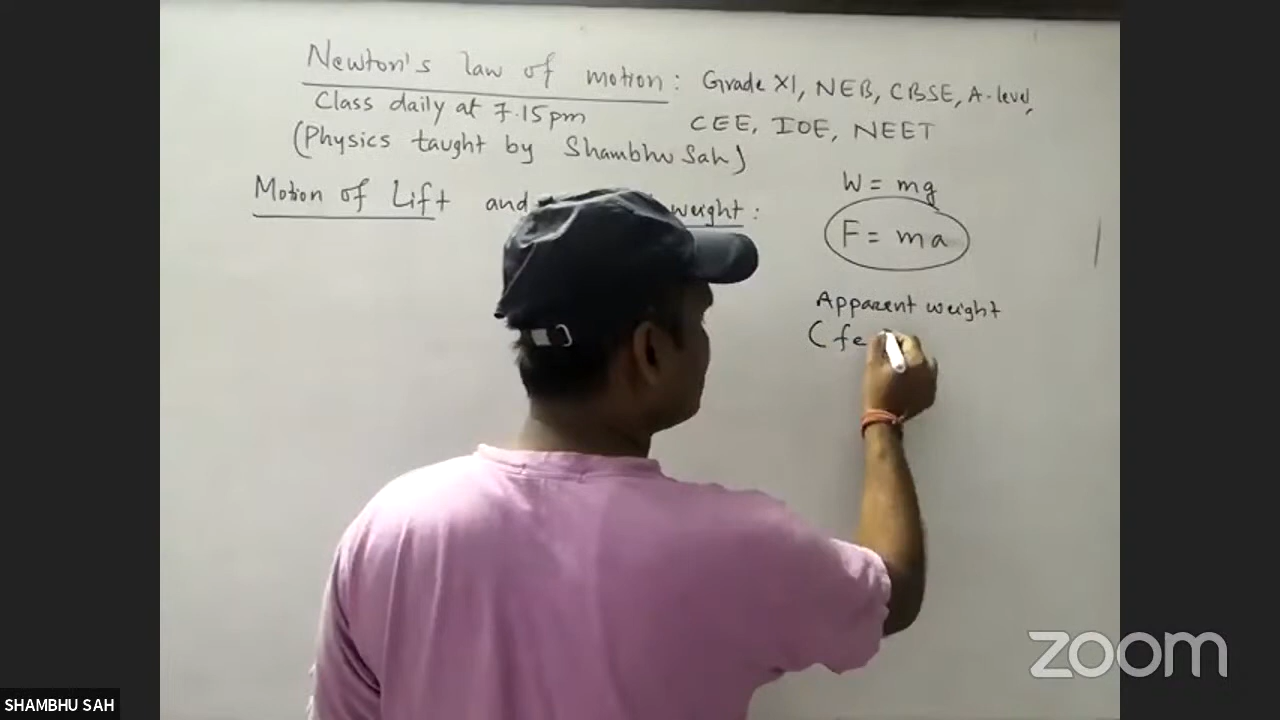 Newton's law of motion : Grade XI, NEB, CBSE, A-level,
Class daily at 7.15pm CEE, IOE, NEET
(Physics taught by Shambhu Sah)
Motion of Lift and weight :
W = mg
F = ma
Apparent weight
(fe
zoom
SHAMBHU SAH